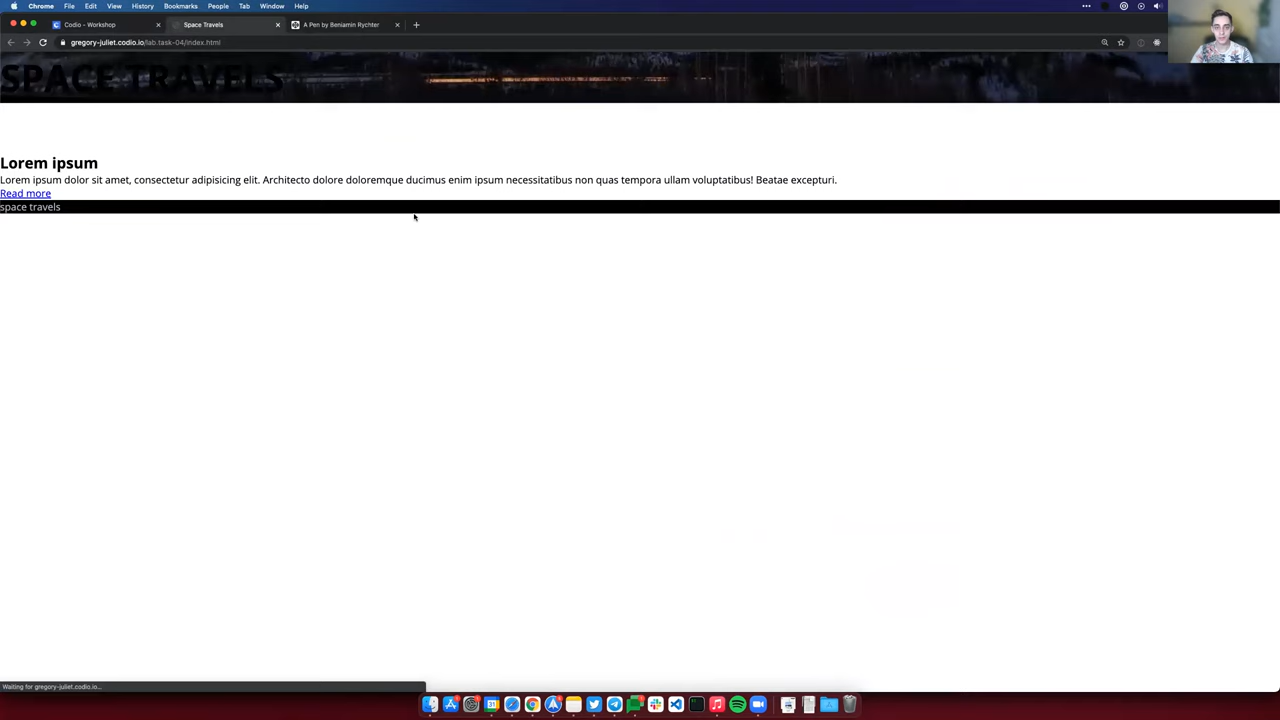 Chrome File Edit View History Bookmarks People Tab Window Help
Codio - Workshop
Space Travels
A Pen by Beniamin Rychter
gregory-juliet.codio.io/lab.task-04/index.html
SPACE TRAVELS
Lorem ipsum
Lorem ipsum dolor sit amet, consectetur adipisicing elit. Architecto dolore doloremque ducimus enim ipsum necessitatibus non quas tempora ullam voluptatibus! Beatae excepturi.
Read more
space travels
Waiting for gregory-juliet.codio.io...